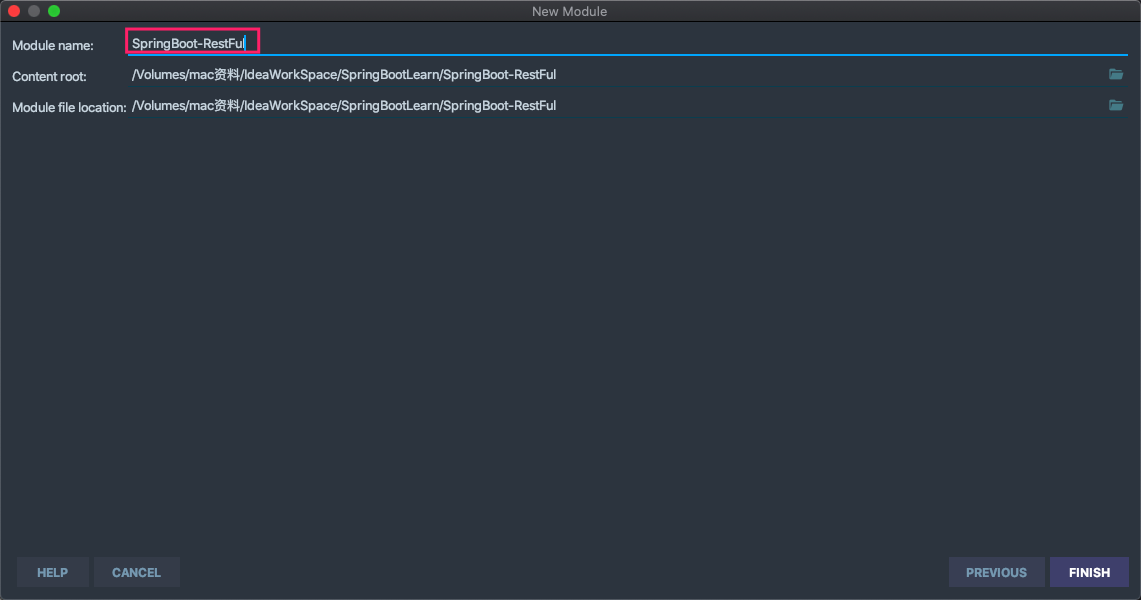 New Module
Module name: SpringBoot-RestFul
Content root: /Volumes/mac资料/IdeaWorkSpace/SpringBootLearn/SpringBoot-RestFul
Module file location: /Volumes/mac资料/IdeaWorkSpace/SpringBootLearn/SpringBoot-RestFul
HELP CANCEL PREVIOUS FINISH